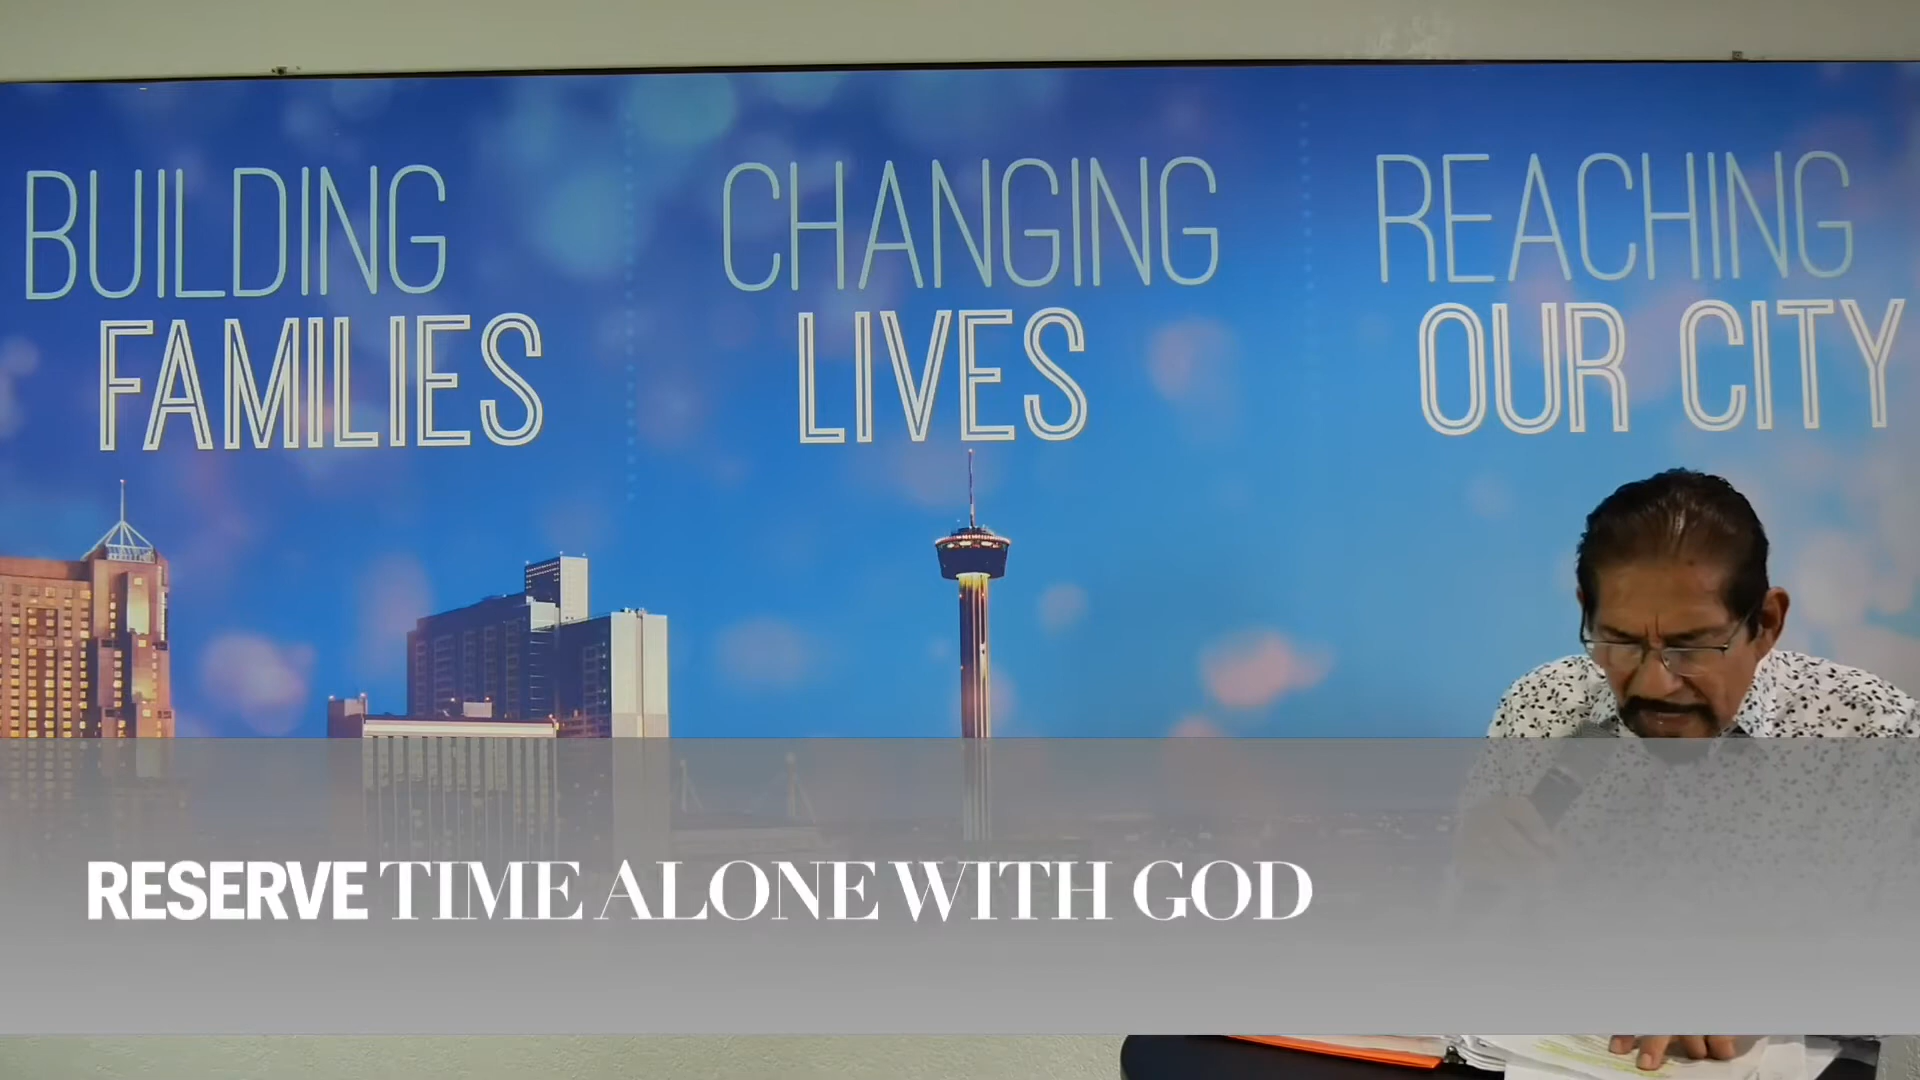 BUILDING
FAMILIES
CHANGING
LIVES
REACHING
OUR CITY
RESERVE TIME ALONE WITH GOD